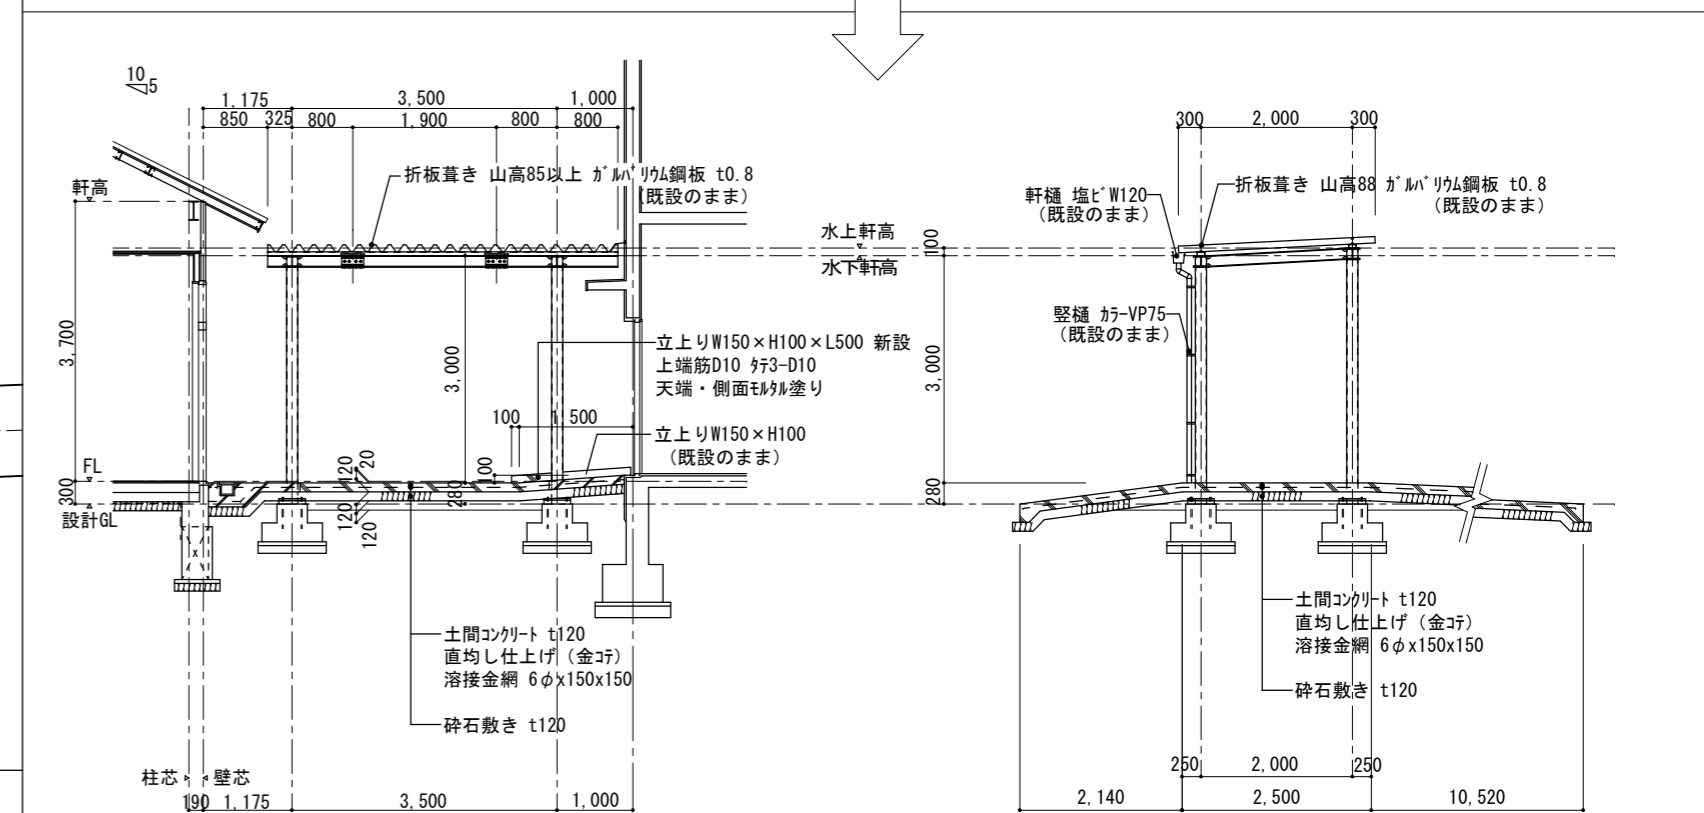 10
5
1,175
3,500
1,000
850
325
800
1,900
800
800
折板葺き 山高85以上 ガルバリウム鋼板 t0.8
(既設のまま)
軒高
3,700
FL
300
設計GL
3,000
立上りW150×H100×L500 新設
上端筋D10 タテ3-D10
天端・側面モルタル塗り
100
1,500
立上りW150×H100
(既設のまま)
120
20
100
280
120
120
土間コンクリート t120
直均し仕上げ（金コテ）
溶接金網 6φx150x150
砕石敷き t120
柱芯
壁芯
190
1,175
3,500
1,000
水上軒高
水下軒高
100
3,000
280
300
2,000
300
軒樋 塩ビW120
(既設のまま)
折板葺き 山高88 ガルバリウム鋼板 t0.8
(既設のまま)
竪樋 カラーVP75
(既設のまま)
土間コンクリート t120
直均し仕上げ（金コテ）
溶接金網 6φx150x150
砕石敷き t120
250
2,000
250
2,140
2,500
10,520